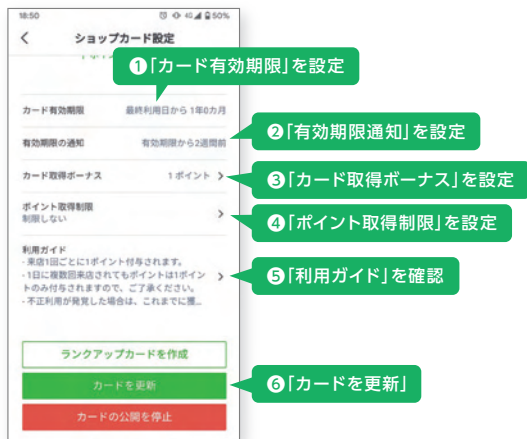 18:50 4G 50%
ショップカード設定
❶「カード有効期限」を設定
カード有効期限 最終利用日から 1年0カ月
❷「有効期限通知」を設定
有効期限の通知 有効期限から2週間前
カード取得ボーナス 1 ポイント
❸「カード取得ボーナス」を設定
ポイント取得制限
制限しない
❹「ポイント取得制限」を設定
利用ガイド
- 来店1回ごとに1ポイント付与されます。
- 1日に複数回来店されてもポイントは1ポイン
トのみ付与されますので、ご了承ください。
- 不正利用が発覚した場合は、これまでに獲...
❺「利用ガイド」を確認
ランクアップカードを作成
カードを更新
❻「カードを更新」
カードの公開を停止